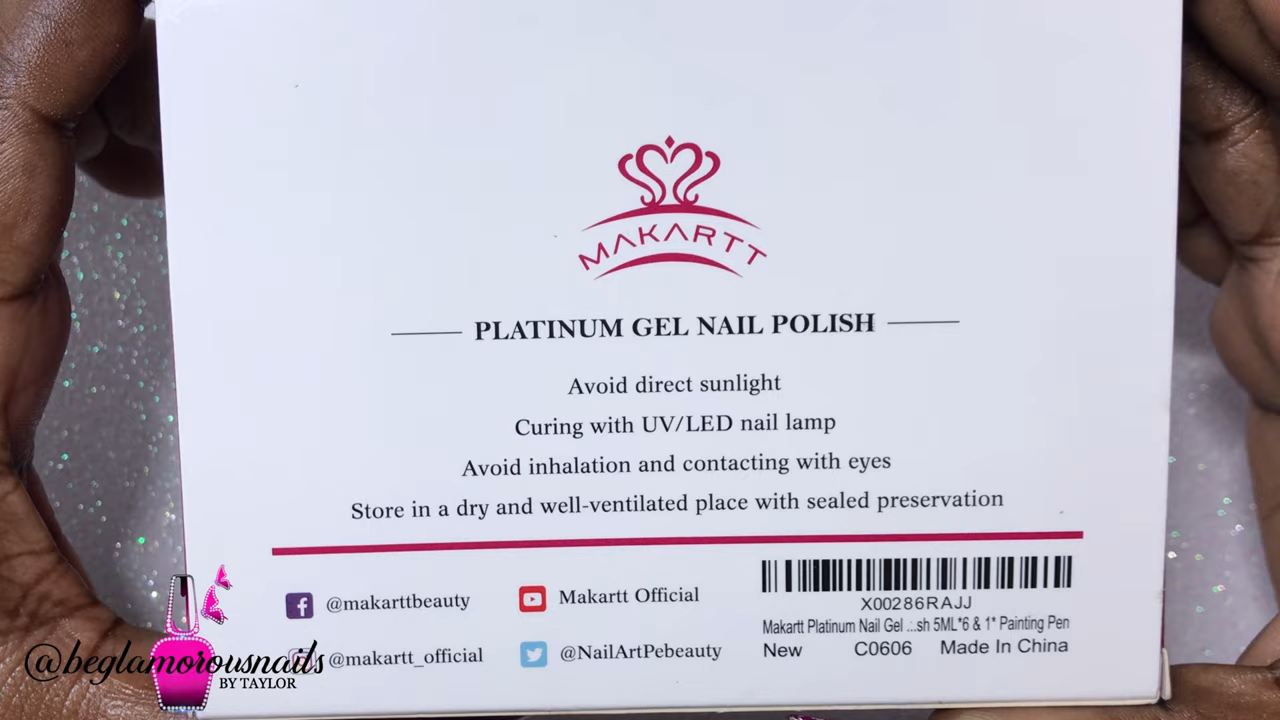 MAKARTT
PLATINUM GEL NAIL POLISH
Avoid direct sunlight
Curing with UV/LED nail lamp
Avoid inhalation and contacting with eyes
Store in a dry and well-ventilated place with sealed preservation
@makarttbeauty
Makartt Official
@makartt_official
@NailArtPebeauty
X00286RAJJ
Makartt Platinum Nail Gel ...sh 5ML*6 & 1* Painting Pen
New C0606 Made In China
@beglamorousnails
BY TAYLOR